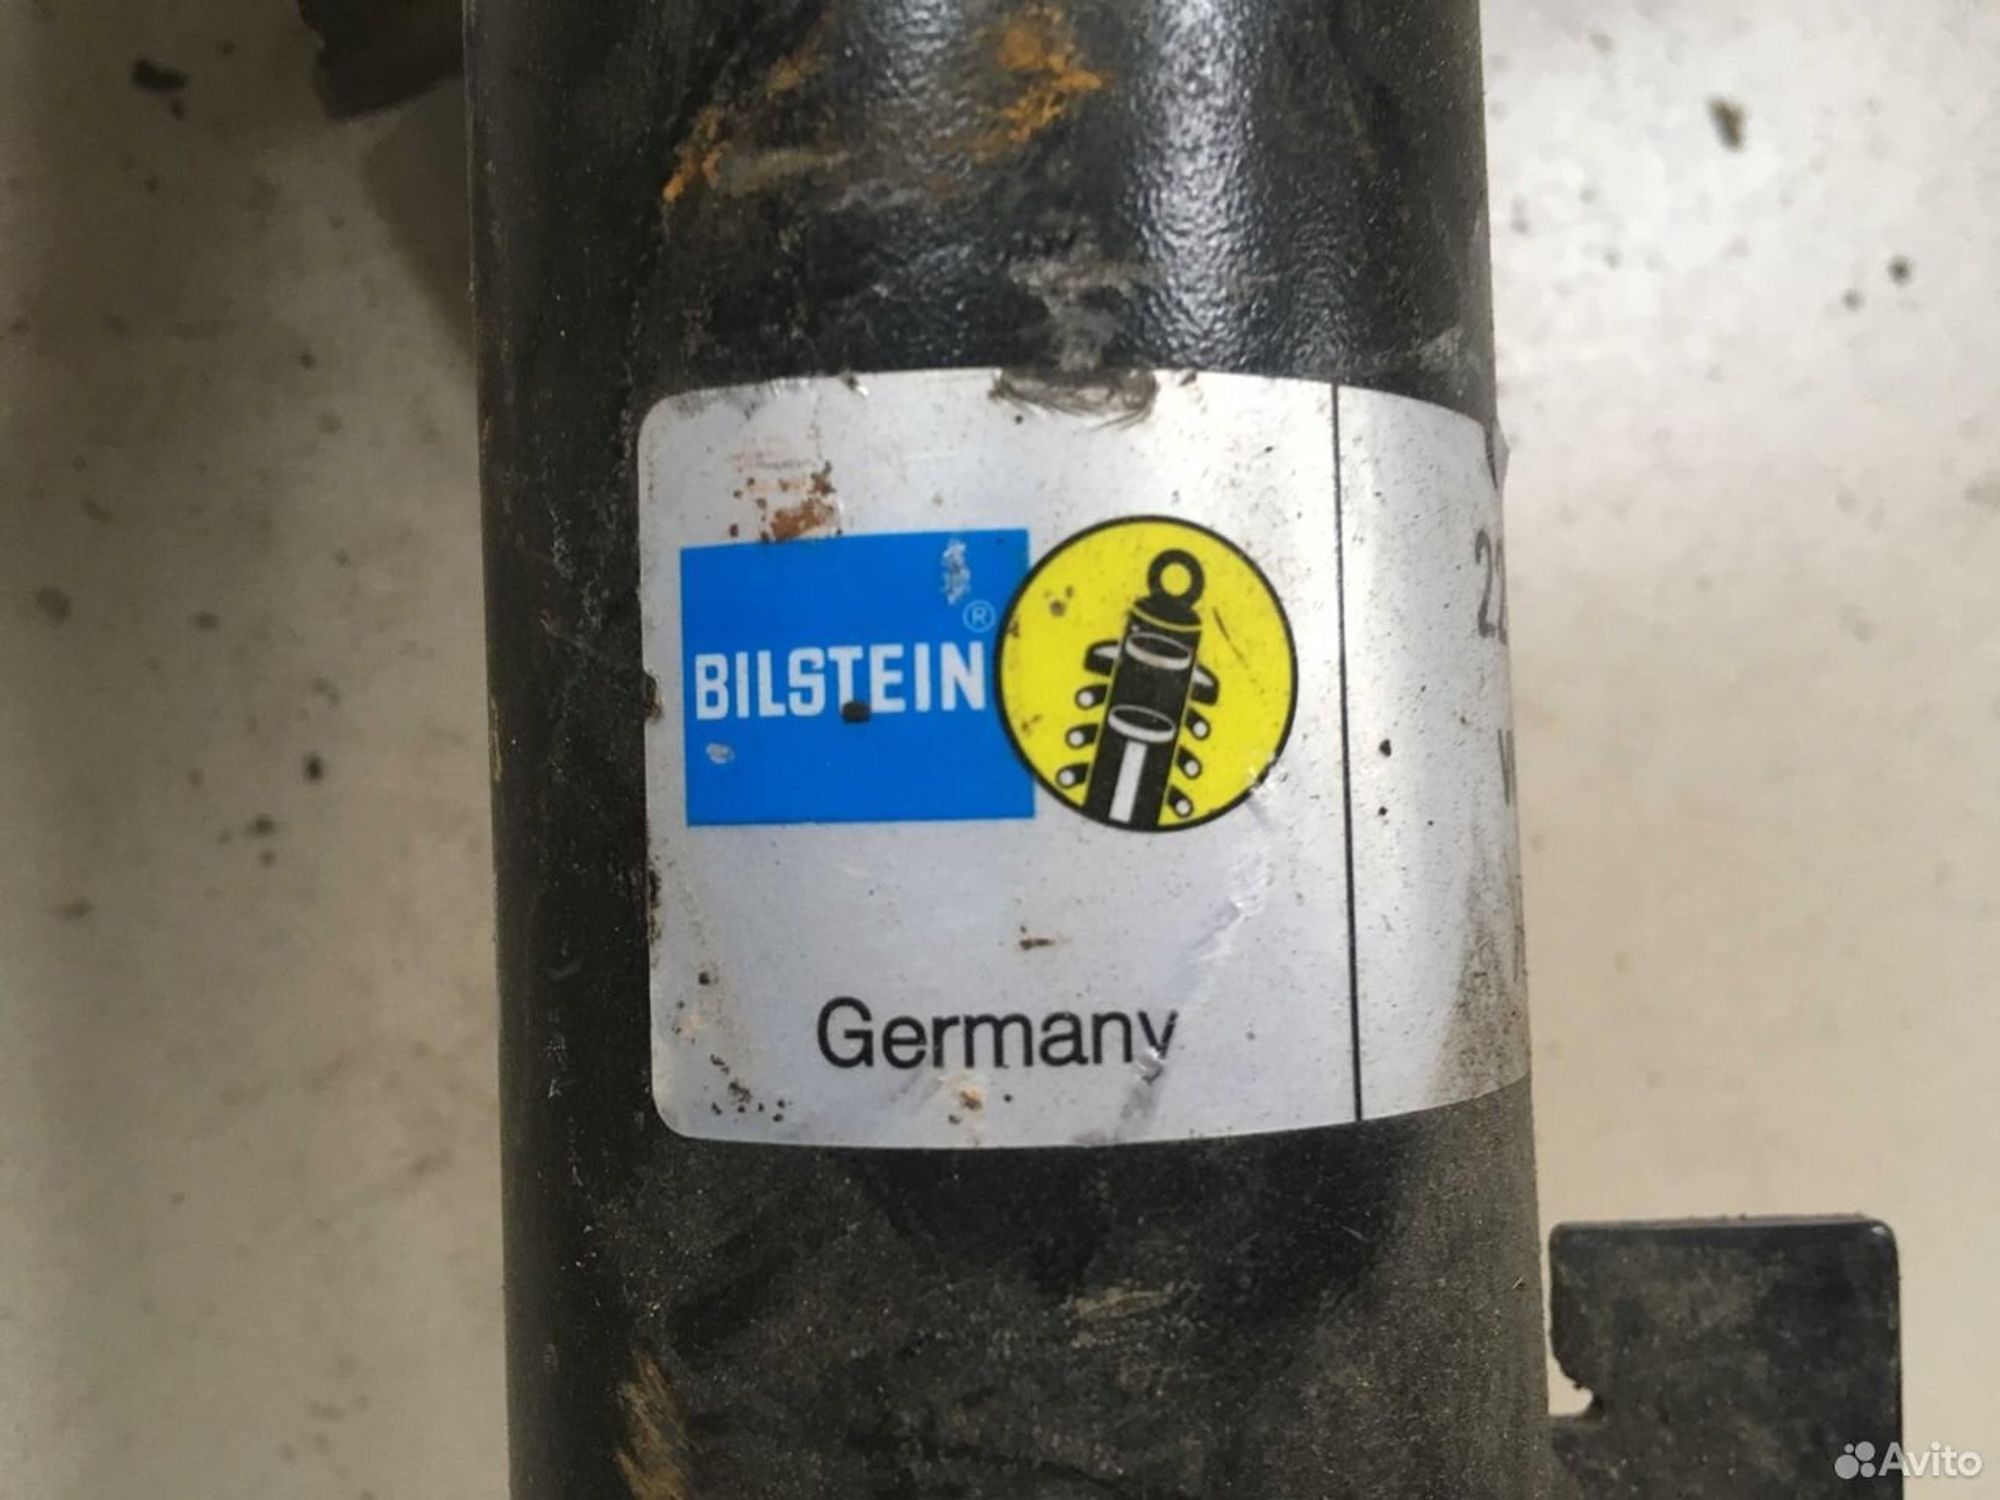 BILSTEIN ®
Germany
Avito